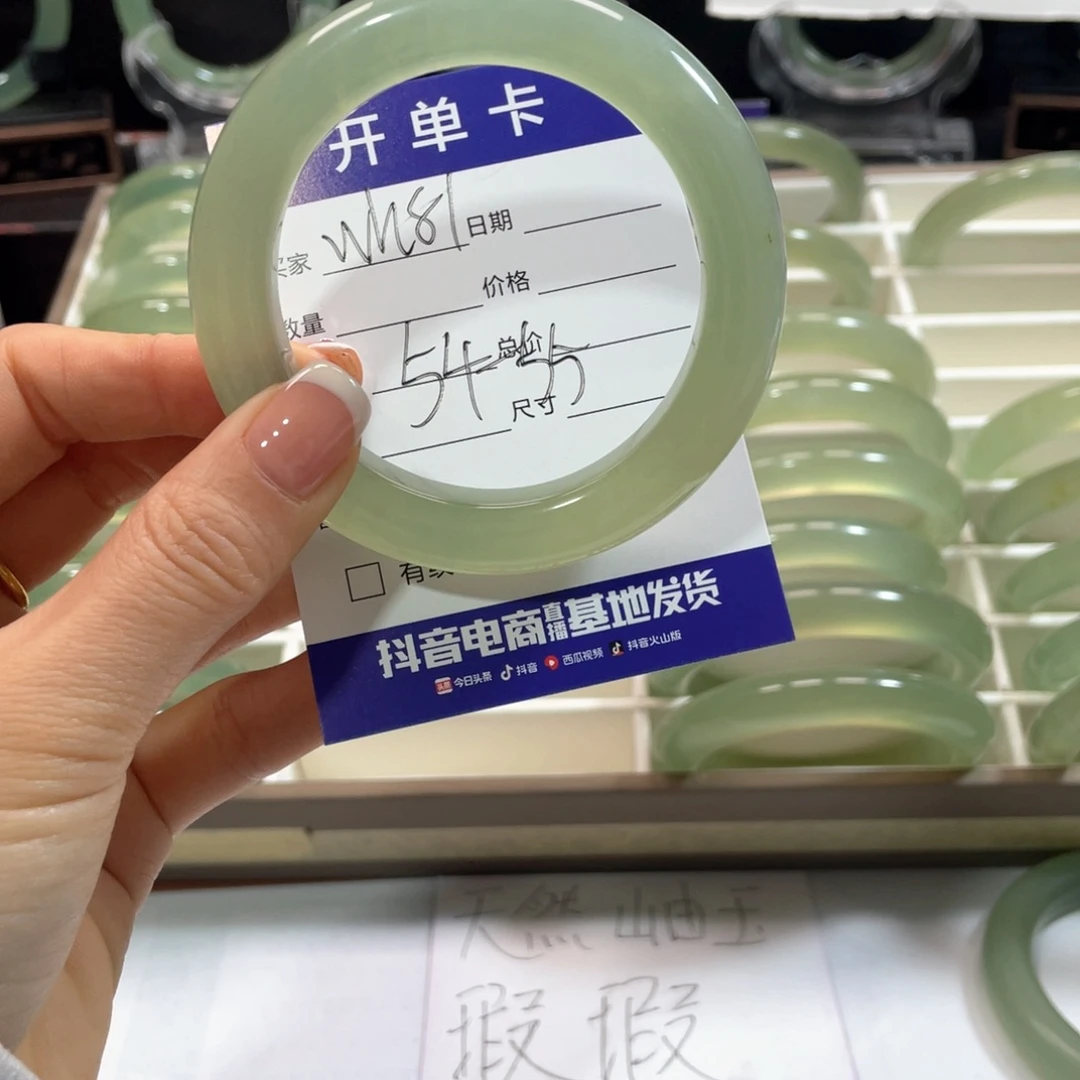 开单卡
买家 WH81 日期
价格
数量
54-55 总价
尺寸
有纹
抖音电商直播基地发货
今日头条 抖音 西瓜视频 抖音火山版
天然岫玉